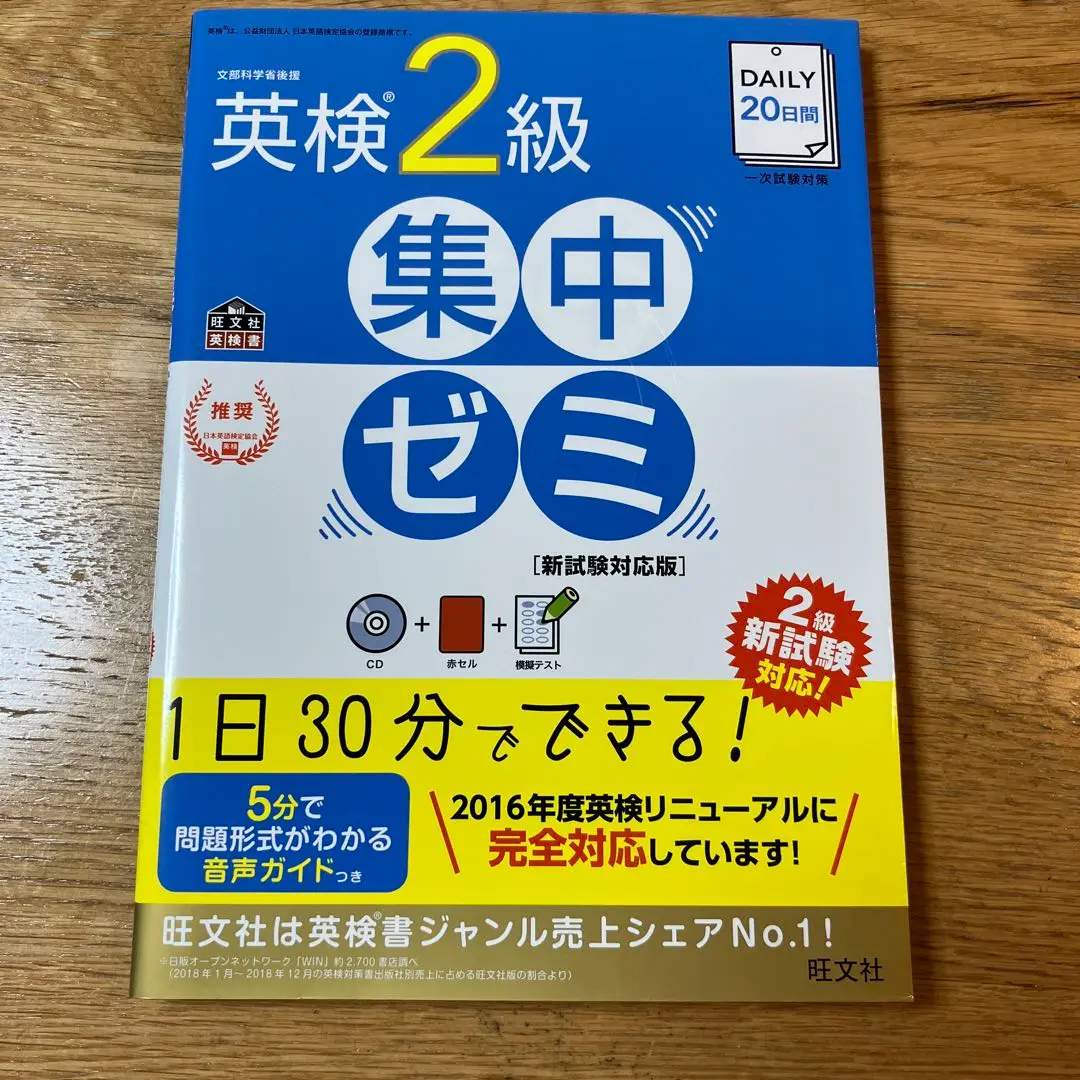 英検®は、公益財団法人 日本英語検定協会の登録商標です。
文部科学省後援
英検®2級
DAILY
20日間
一次試験対策
集中
ゼミ
旺文社
英検書
推奨
日本英語検定協会
英検
[新試験対応版]
CD + 赤セル + 模擬テスト
2級
新試験
対応!
1日30分でできる!
5分で
問題形式がわかる
音声ガイドつき
2016年度英検リニューアルに
完全対応しています!
旺文社は英検®書ジャンル売上シェアNo.1!
※日販オープンネットワーク「WIN」約2,700書店調べ
(2018年1月~2018年12月の英検対策書出版社別売上に占める旺文社版の割合より)
旺文社